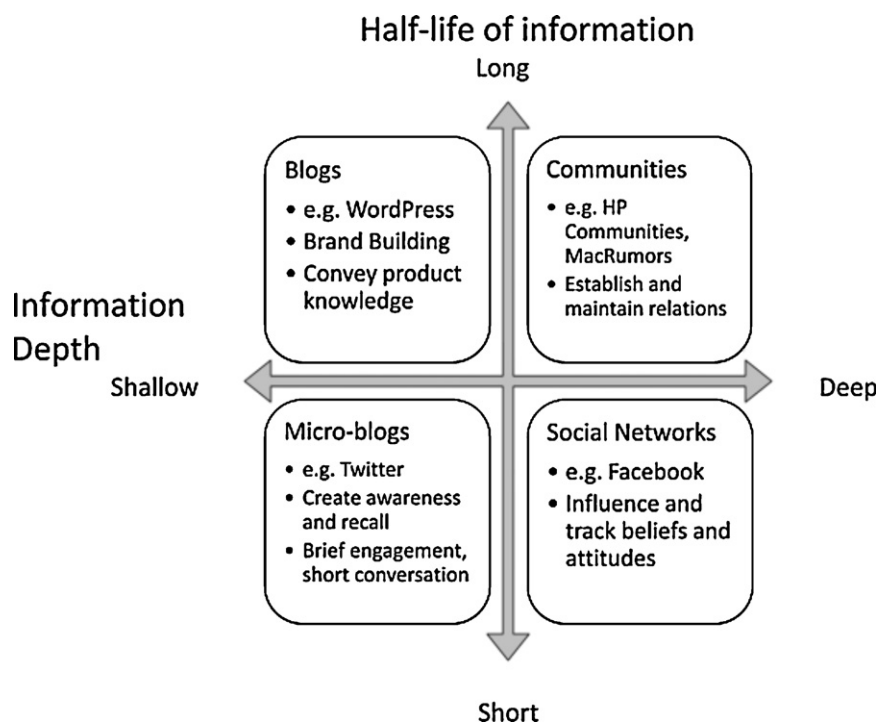 Half-life of information
Long
Blogs
• e.g. WordPress
• Brand Building
• Convey product
knowledge
Communities
• e.g. HP
Communities,
MacRumors
• Establish and
maintain relations
Information
Depth
Shallow
Deep
Micro-blogs
• e.g. Twitter
• Create awareness
and recall
• Brief engagement,
short conversation
Social Networks
• e.g. Facebook
• Influence and
track beliefs and
attitudes
Short